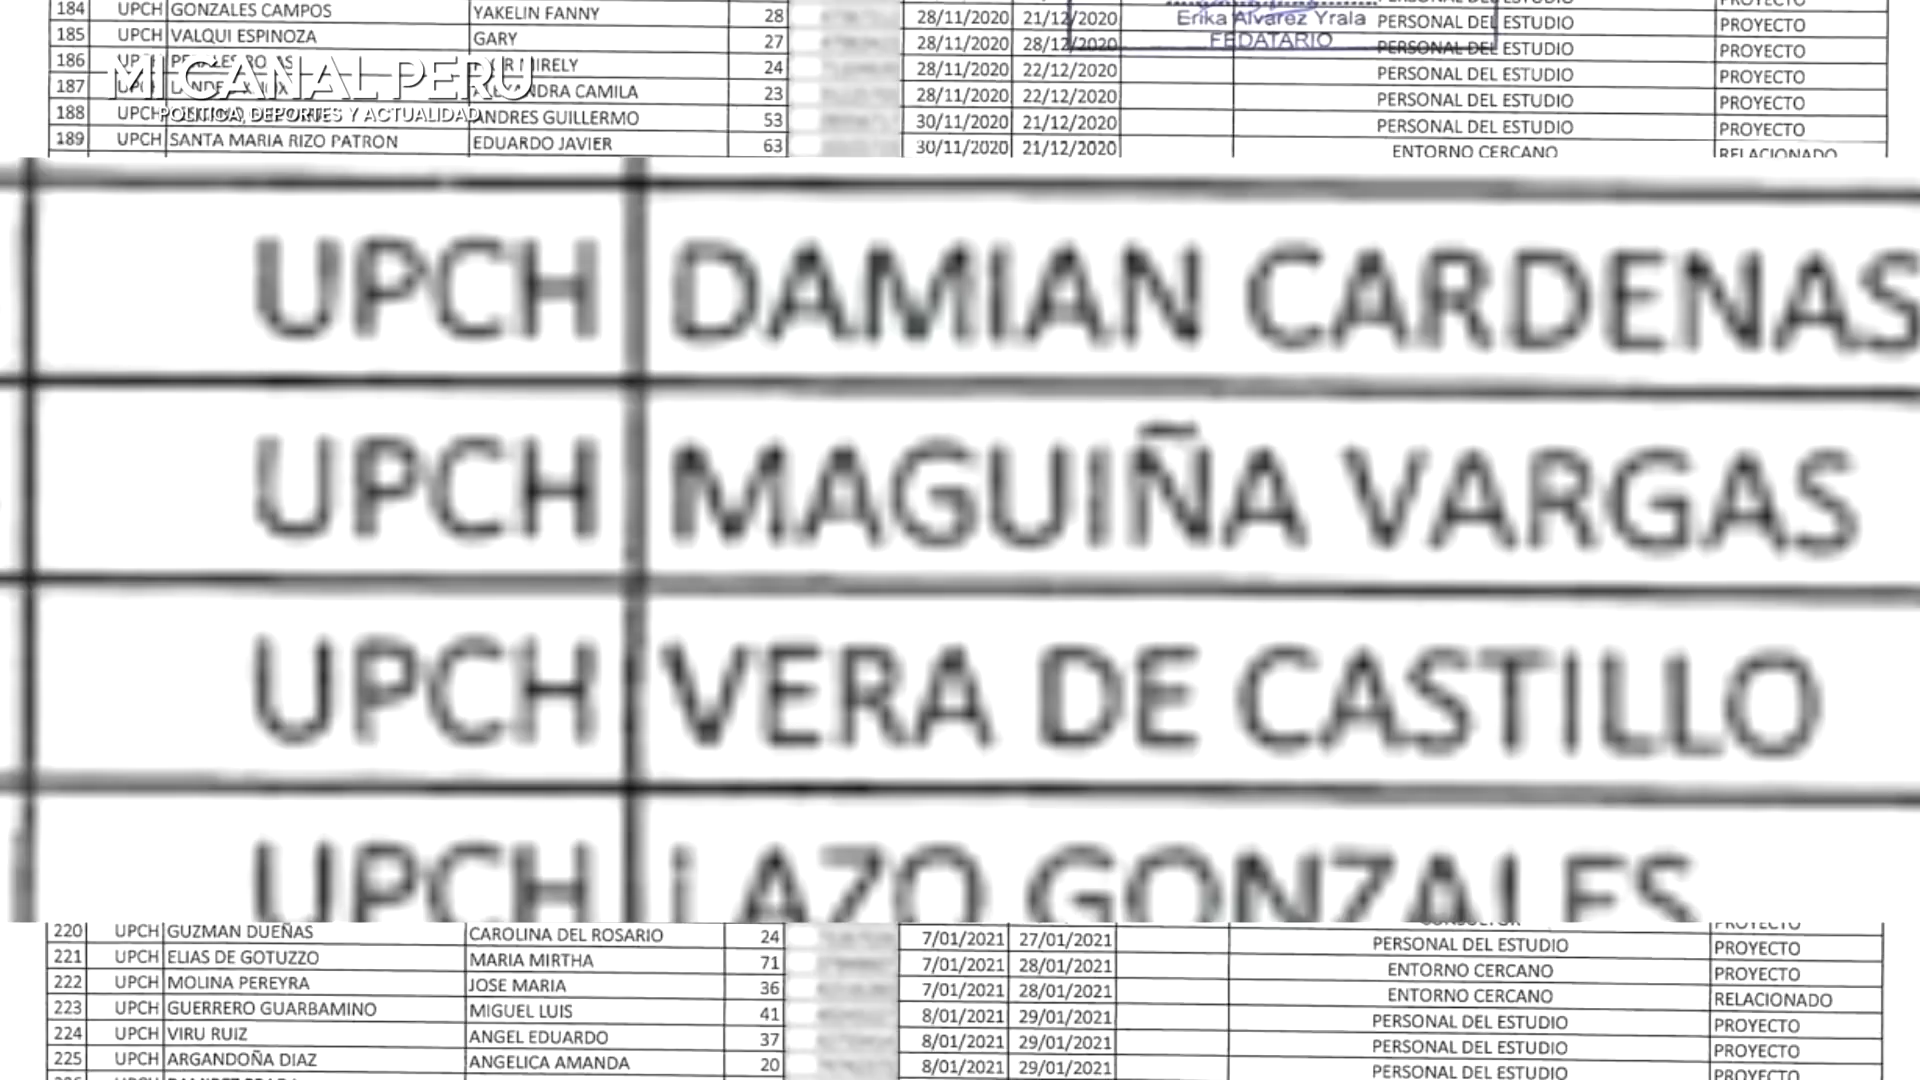 184 UPCH GONZALES CAMPOS YAKELIN FANNY 28 28/11/2020 21/12/2020 PERSONAL DEL ESTUDIO PROYECTO
Erika Alvarez Yrala
FEDATARIO
185 UPCH VALQUI ESPINOZA GARY 27 28/11/2020 28/12/2020 PERSONAL DEL ESTUDIO PROYECTO
186 MIRELY 24 28/11/2020 22/12/2020 PERSONAL DEL ESTUDIO PROYECTO
MI CANAL PERU
187 CAMILA 23 28/11/2020 22/12/2020 PERSONAL DEL ESTUDIO PROYECTO
POLITICA, DEPORTES Y ACTUALIDAD
188 UPCH ANDRES GUILLERMO 53 30/11/2020 21/12/2020 PERSONAL DEL ESTUDIO PROYECTO
189 UPCH SANTA MARIA RIZO PATRON EDUARDO JAVIER 63 30/11/2020 21/12/2020 ENTORNO CERCANO RELACIONADO
UPCH DAMIAN CARDENAS
UPCH MAGUIÑA VARGAS
UPCH VERA DE CASTILLO
UPCH LAZO GONZALES
220 UPCH GUZMAN DUEÑAS CAROLINA DEL ROSARIO 24 7/01/2021 27/01/2021 PERSONAL DEL ESTUDIO PROYECTO
221 UPCH ELIAS DE GOTUZZO MARIA MIRTHA 71 7/01/2021 28/01/2021 ENTORNO CERCANO PROYECTO
222 UPCH MOLINA PEREYRA JOSE MARIA 36 7/01/2021 28/01/2021 ENTORNO CERCANO RELACIONADO
223 UPCH GUERRERO GUARBAMINO MIGUEL LUIS 41 8/01/2021 29/01/2021 PERSONAL DEL ESTUDIO PROYECTO
224 UPCH VIRU RUIZ ANGEL EDUARDO 37 8/01/2021 29/01/2021 PERSONAL DEL ESTUDIO PROYECTO
225 UPCH ARGANDOÑA DIAZ ANGELICA AMANDA 20 8/01/2021 29/01/2021 PERSONAL DEL ESTUDIO PROYECTO